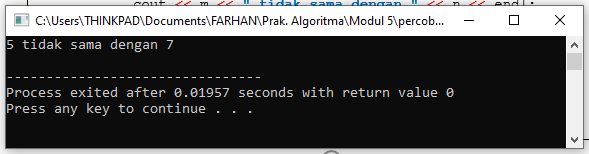 cout << m << " tidak sama dengan " << n << endl;
C:\Users\THINKPAD\Documents\FARHAN\Prak. Algoritma\Modul 5\percob...
5 tidak sama dengan 7
--------------------------------
Process exited after 0.01957 seconds with return value 0
Press any key to continue . . .